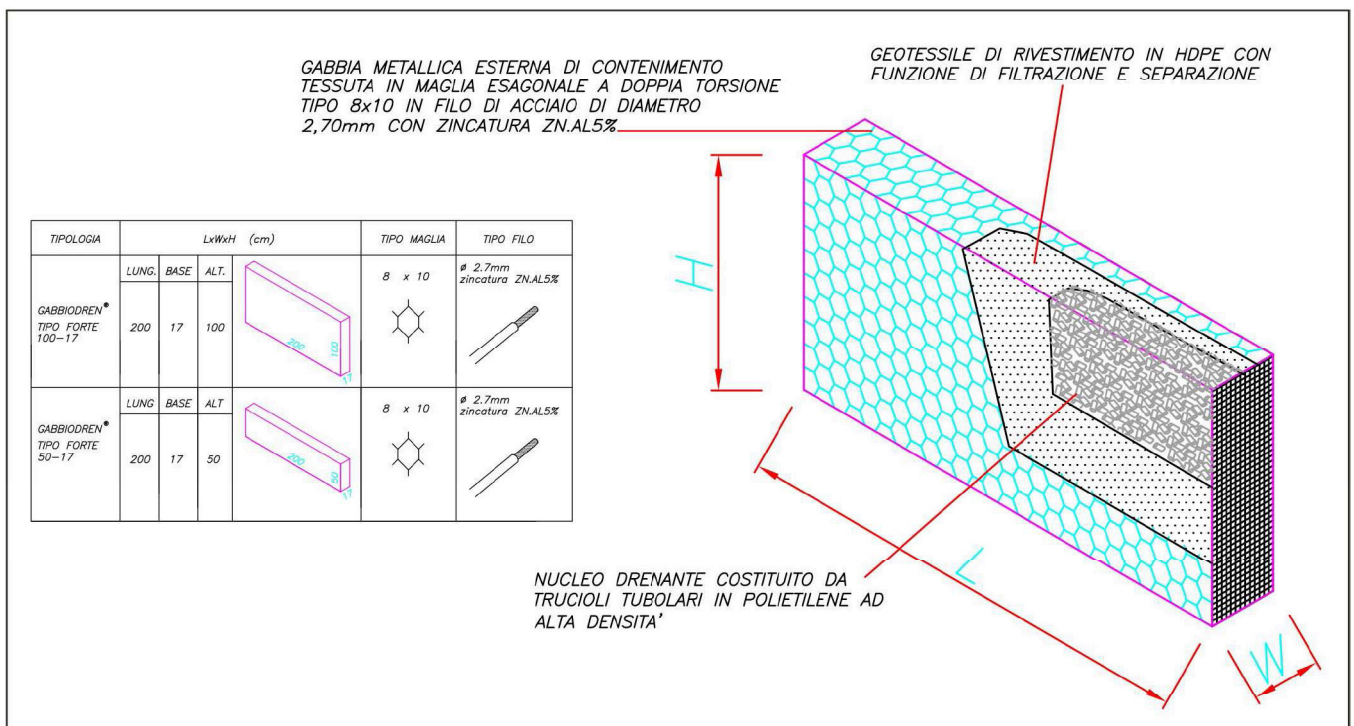 GABBIA METALLICA ESTERNA DI CONTENIMENTO
TESSUTA IN MAGLIA ESAGONALE A DOPPIA TORSIONE
TIPO 8x10 IN FILO DI ACCIAIO DI DIAMETRO
2,70mm CON ZINCATURA ZN.AL5%
GEOTESSILE DI RIVESTIMENTO IN HDPE CON
FUNZIONE DI FILTRAZIONE E SEPARAZIONE
TIPOLOGIA LxWxH (cm) TIPO MAGLIA TIPO FILO
LUNG. BASE ALT.
GABBIODREN®
TIPO FORTE
100-17
200 17 100
200
100
17
8 x 10
ø 2.7mm
zincatura ZN.AL5%
LUNG BASE ALT
GABBIODREN®
TIPO FORTE
50-17
200 17 50
200
50
17
8 x 10
ø 2.7mm
zincatura ZN.AL5%
H
L
W
NUCLEO DRENANTE COSTITUITO DA
TRUCIOLI TUBOLARI IN POLIETILENE AD
ALTA DENSITA'